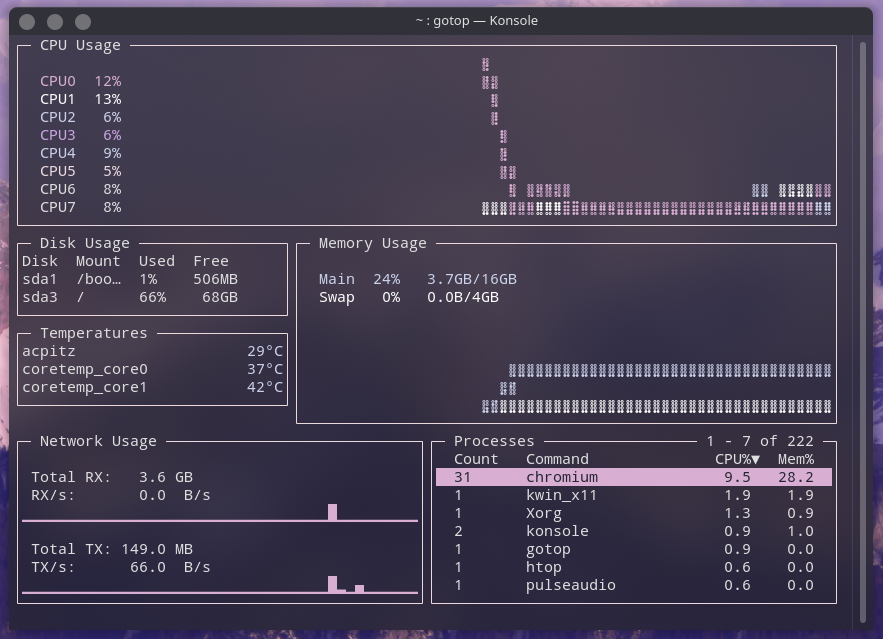 ~ : gotop — Konsole
CPU Usage
CPU0 12%
CPU1 13%
CPU2 6%
CPU3 6%
CPU4 9%
CPU5 5%
CPU6 8%
CPU7 8%
Disk Usage
Disk Mount Used Free
sda1 /boo… 1% 506MB
sda3 / 66% 68GB
Temperatures
acpitz 29°C
coretemp_core0 37°C
coretemp_core1 42°C
Memory Usage
Main 24% 3.7GB/16GB
Swap 0% 0.0B/4GB
Network Usage
Total RX: 3.6 GB
RX/s: 0.0 B/s
Total TX: 149.0 MB
TX/s: 66.0 B/s
Processes 1 - 7 of 222
Count Command CPU%▼ Mem%
31 chromium 9.5 28.2
1 kwin_x11 1.9 1.9
1 Xorg 1.3 0.9
2 konsole 0.9 1.0
1 gotop 0.9 0.0
1 htop 0.6 0.0
1 pulseaudio 0.6 0.0